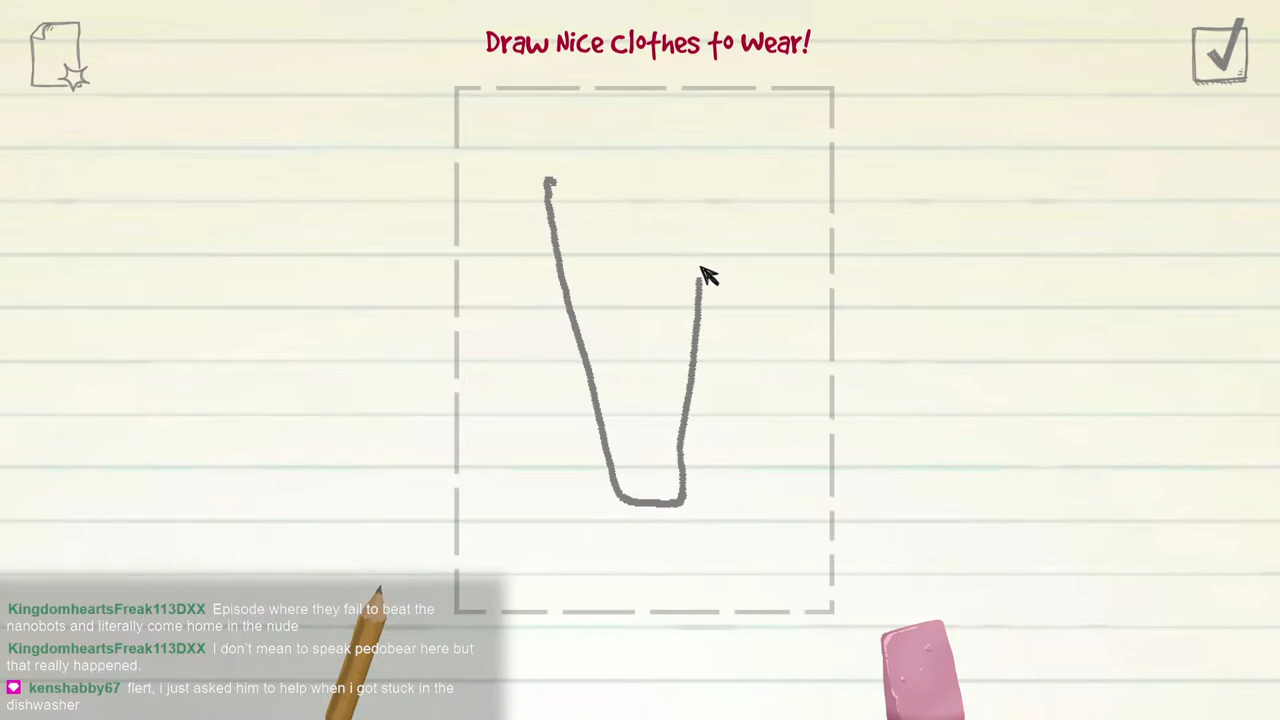 Draw Nice Clothes to Wear!
KingdomheartsFreak113DXX Episode where they fail to beat the
nanobots and literally come home in the nude
KingdomheartsFreak113DXX I don't mean to speak pedobear here but
that really happened.
kenshabby67 flert, i just asked him to help when i got stuck in the
dishwasher